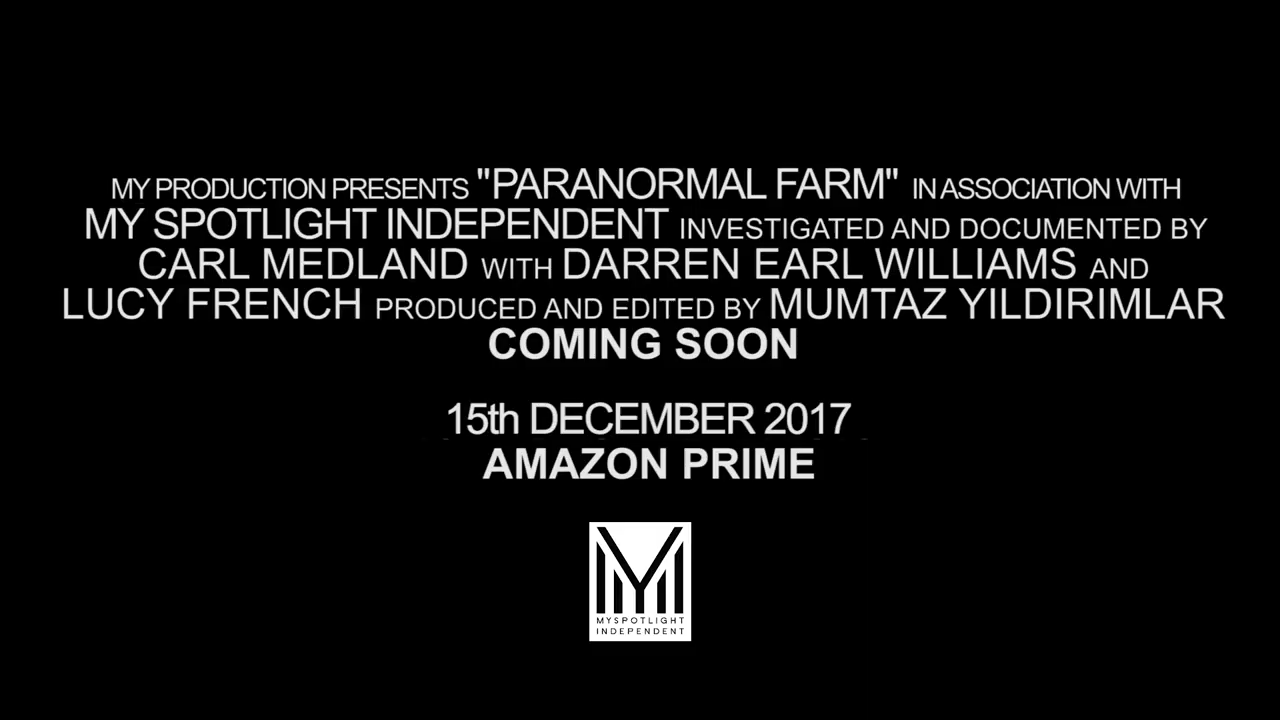 MY PRODUCTION PRESENTS "PARANORMAL FARM" IN ASSOCIATION WITH
MY SPOTLIGHT INDEPENDENT INVESTIGATED AND DOCUMENTED BY
CARL MEDLAND WITH DARREN EARL WILLIAMS AND
LUCY FRENCH PRODUCED AND EDITED BY MUMTAZ YILDIRIMLAR
COMING SOON
15th DECEMBER 2017
AMAZON PRIME
MY
MYSPOTLIGHT
INDEPENDENT